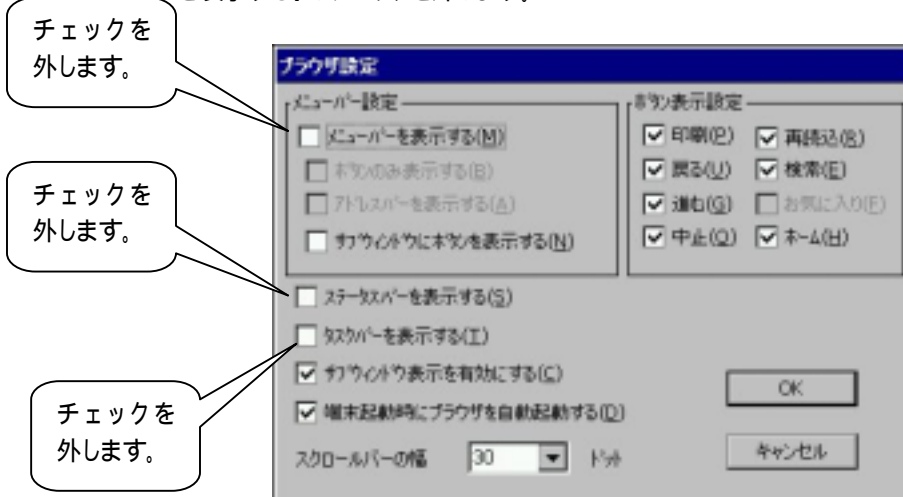 チェックを
外します。
ブラウザ設定
メニューバー設定
メニューバーを表示する(M)
ボタンのみ表示する(B)
アドレスバーを表示する(A)
サブウィンドウにボタンを表示する(N)
ボタン表示設定
印刷(P)
再読込(R)
戻る(U)
検索(E)
進む(G)
お気に入り(F)
中止(Q)
ホーム(H)
チェックを
外します。
ステータスバーを表示する(S)
タスクバーを表示する(T)
サブウィンドウ表示を有効にする(C)
端末起動時にブラウザを自動起動する(D)
チェックを
外します。
スクロールバーの幅
30
ドット
OK
キャンセル